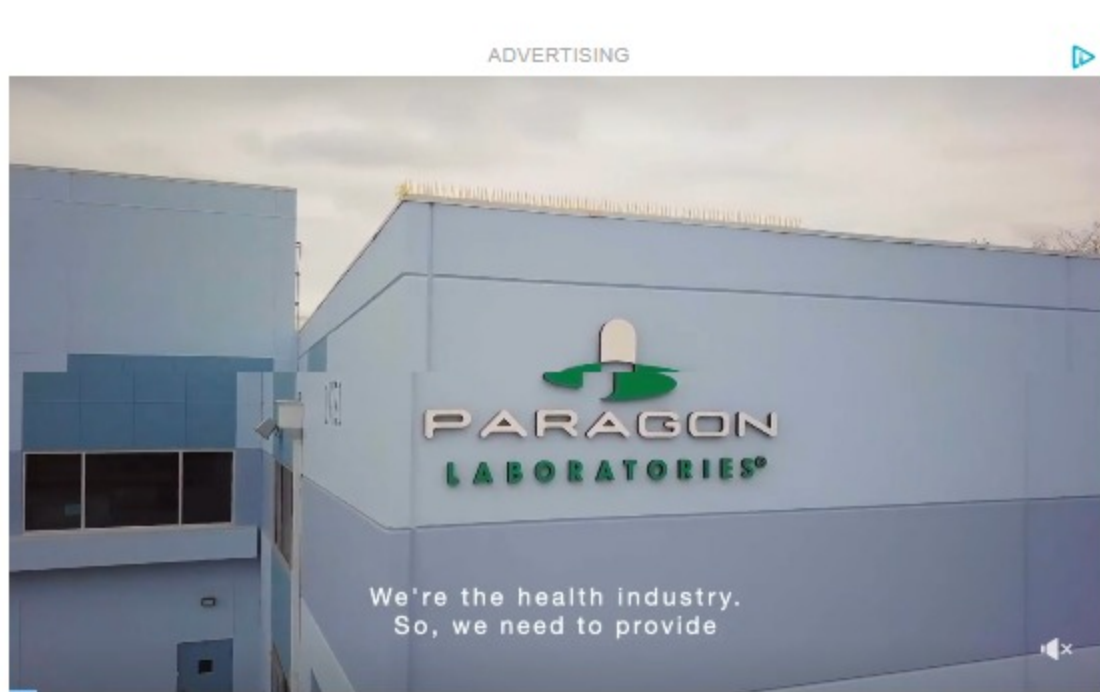 ADVERTISING
PARAGON
LABORATORIES®
We're the health industry.
So, we need to provide